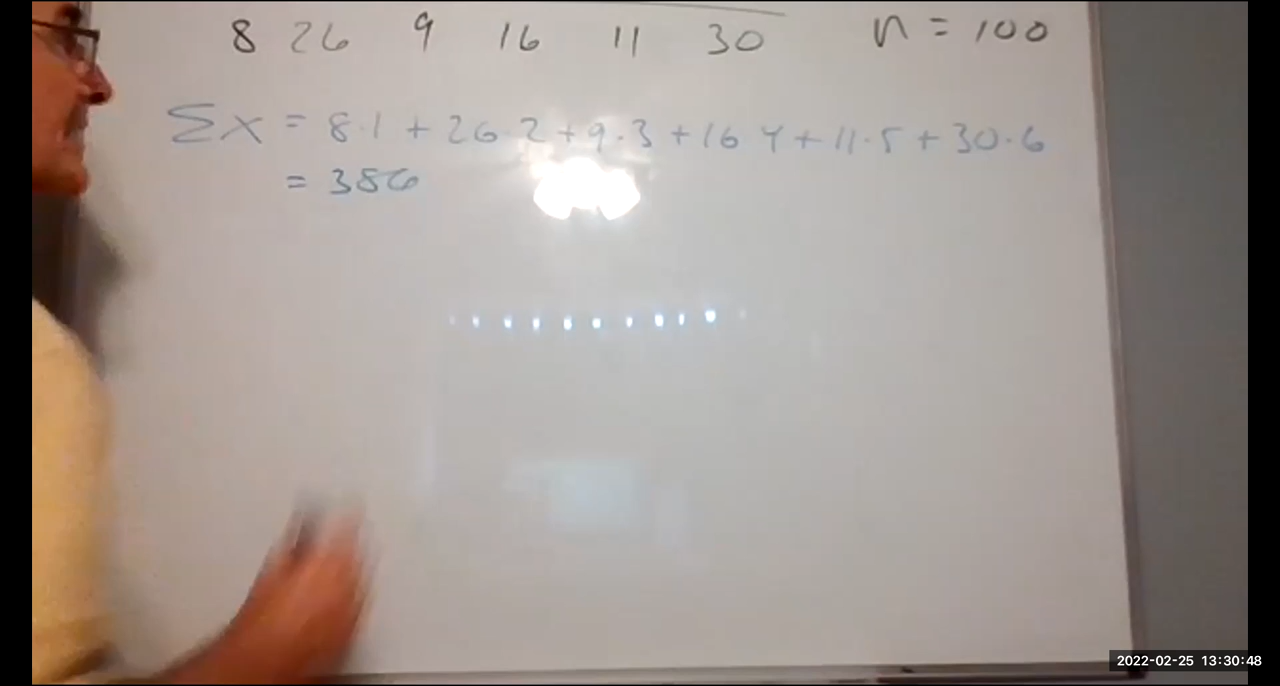 8 26 9 16 11 30 n = 100
Σx = 8·1 + 26·2 + 9·3 + 16·4 + 11·5 + 30·6
= 386
2022-02-25 13:30:48